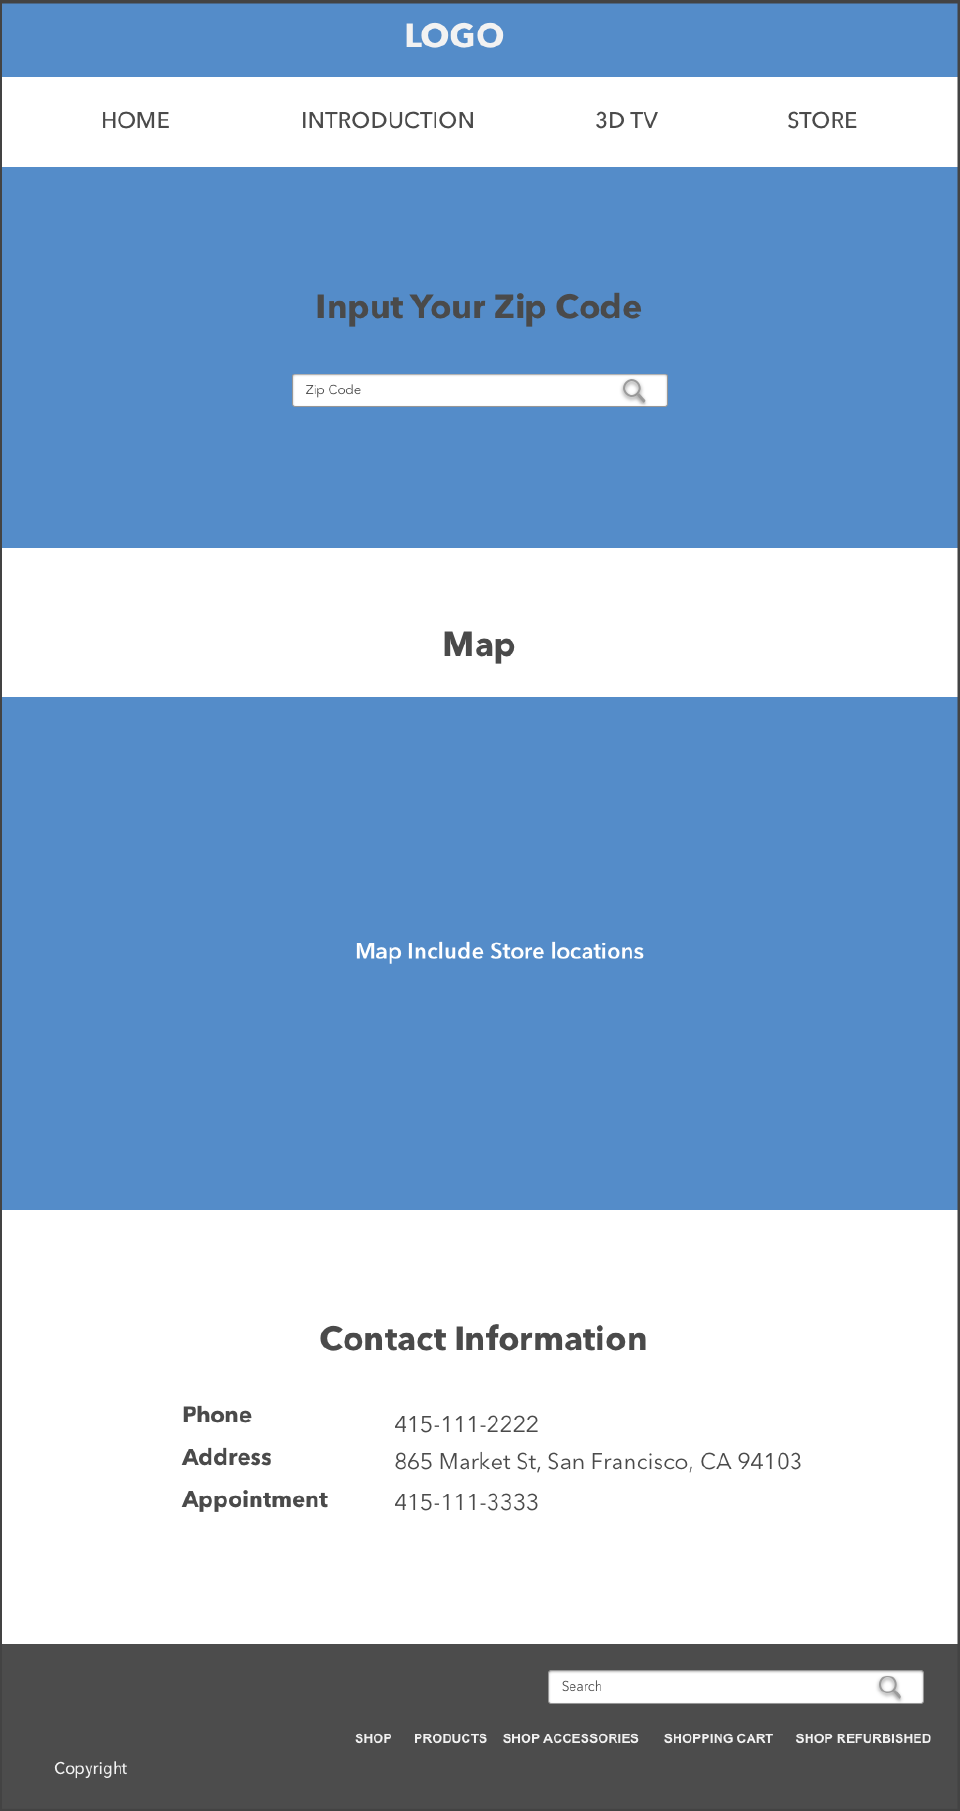 LOGO
HOME INTRODUCTION 3D TV STORE
Input Your Zip Code
Zip Code
Map
Map Include Store locations
Contact Information
Phone 415-111-2222
Address 865 Market St, San Francisco, CA 94103
Appointment 415-111-3333
Search
SHOP PRODUCTS SHOP ACCESSORIES SHOPPING CART SHOP REFURBISHED
Copyright